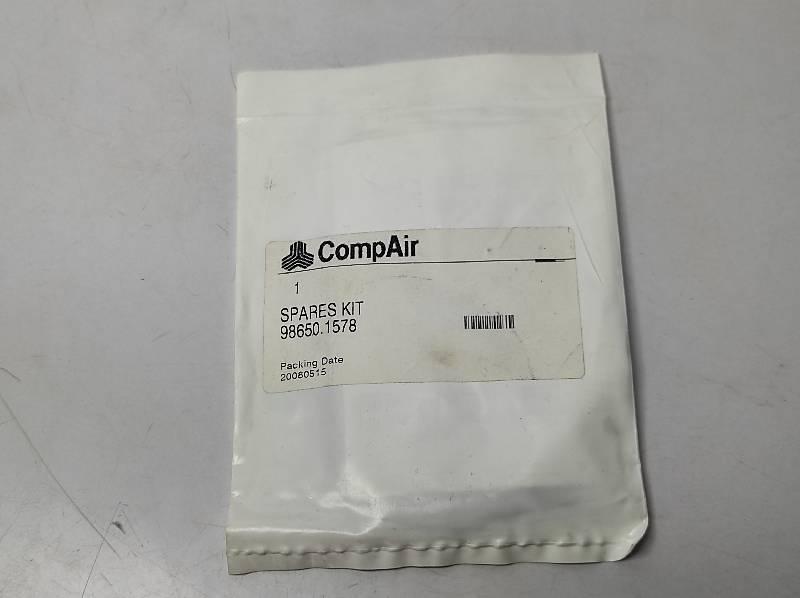 CompAir
1
SPARES KIT
98650.1578
Packing Date
20060515